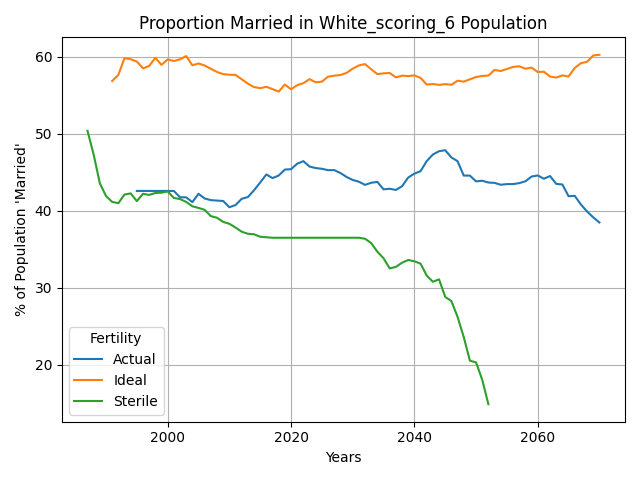 Proportion Married in White_scoring_6 Population
% of Population 'Married'
60
50
40
30
20
Fertility
Actual
Ideal
Sterile
2000
2020
2040
2060
Years